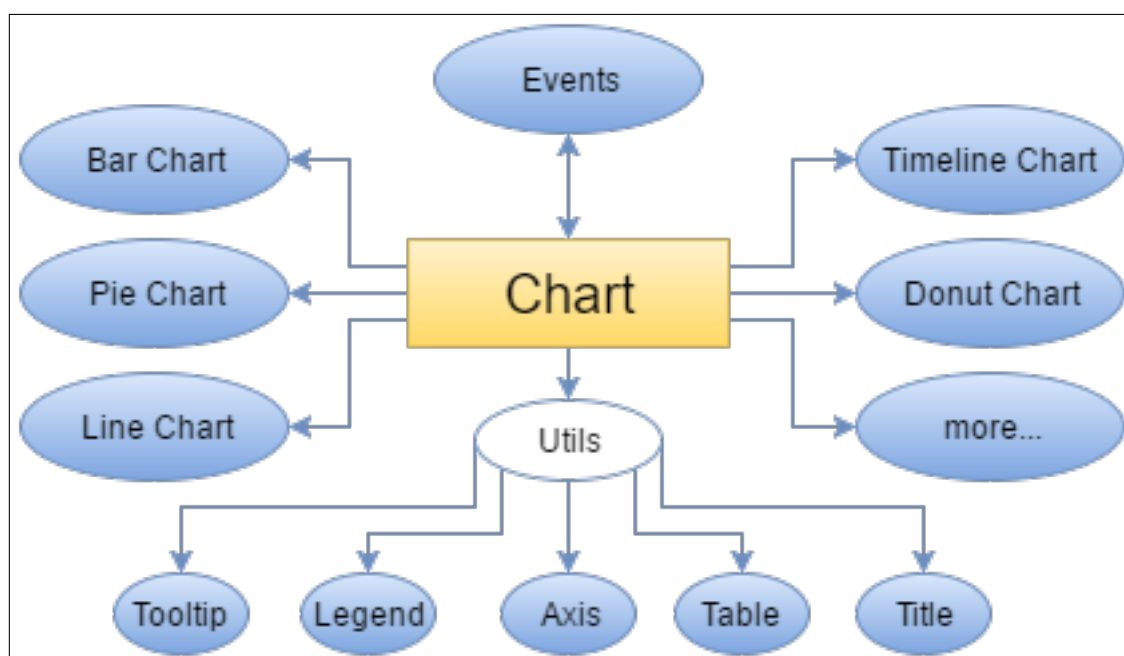 Events
Bar Chart
Timeline Chart
Pie Chart
Chart
Donut Chart
Line Chart
Utils
more...
Tooltip
Legend
Axis
Table
Title